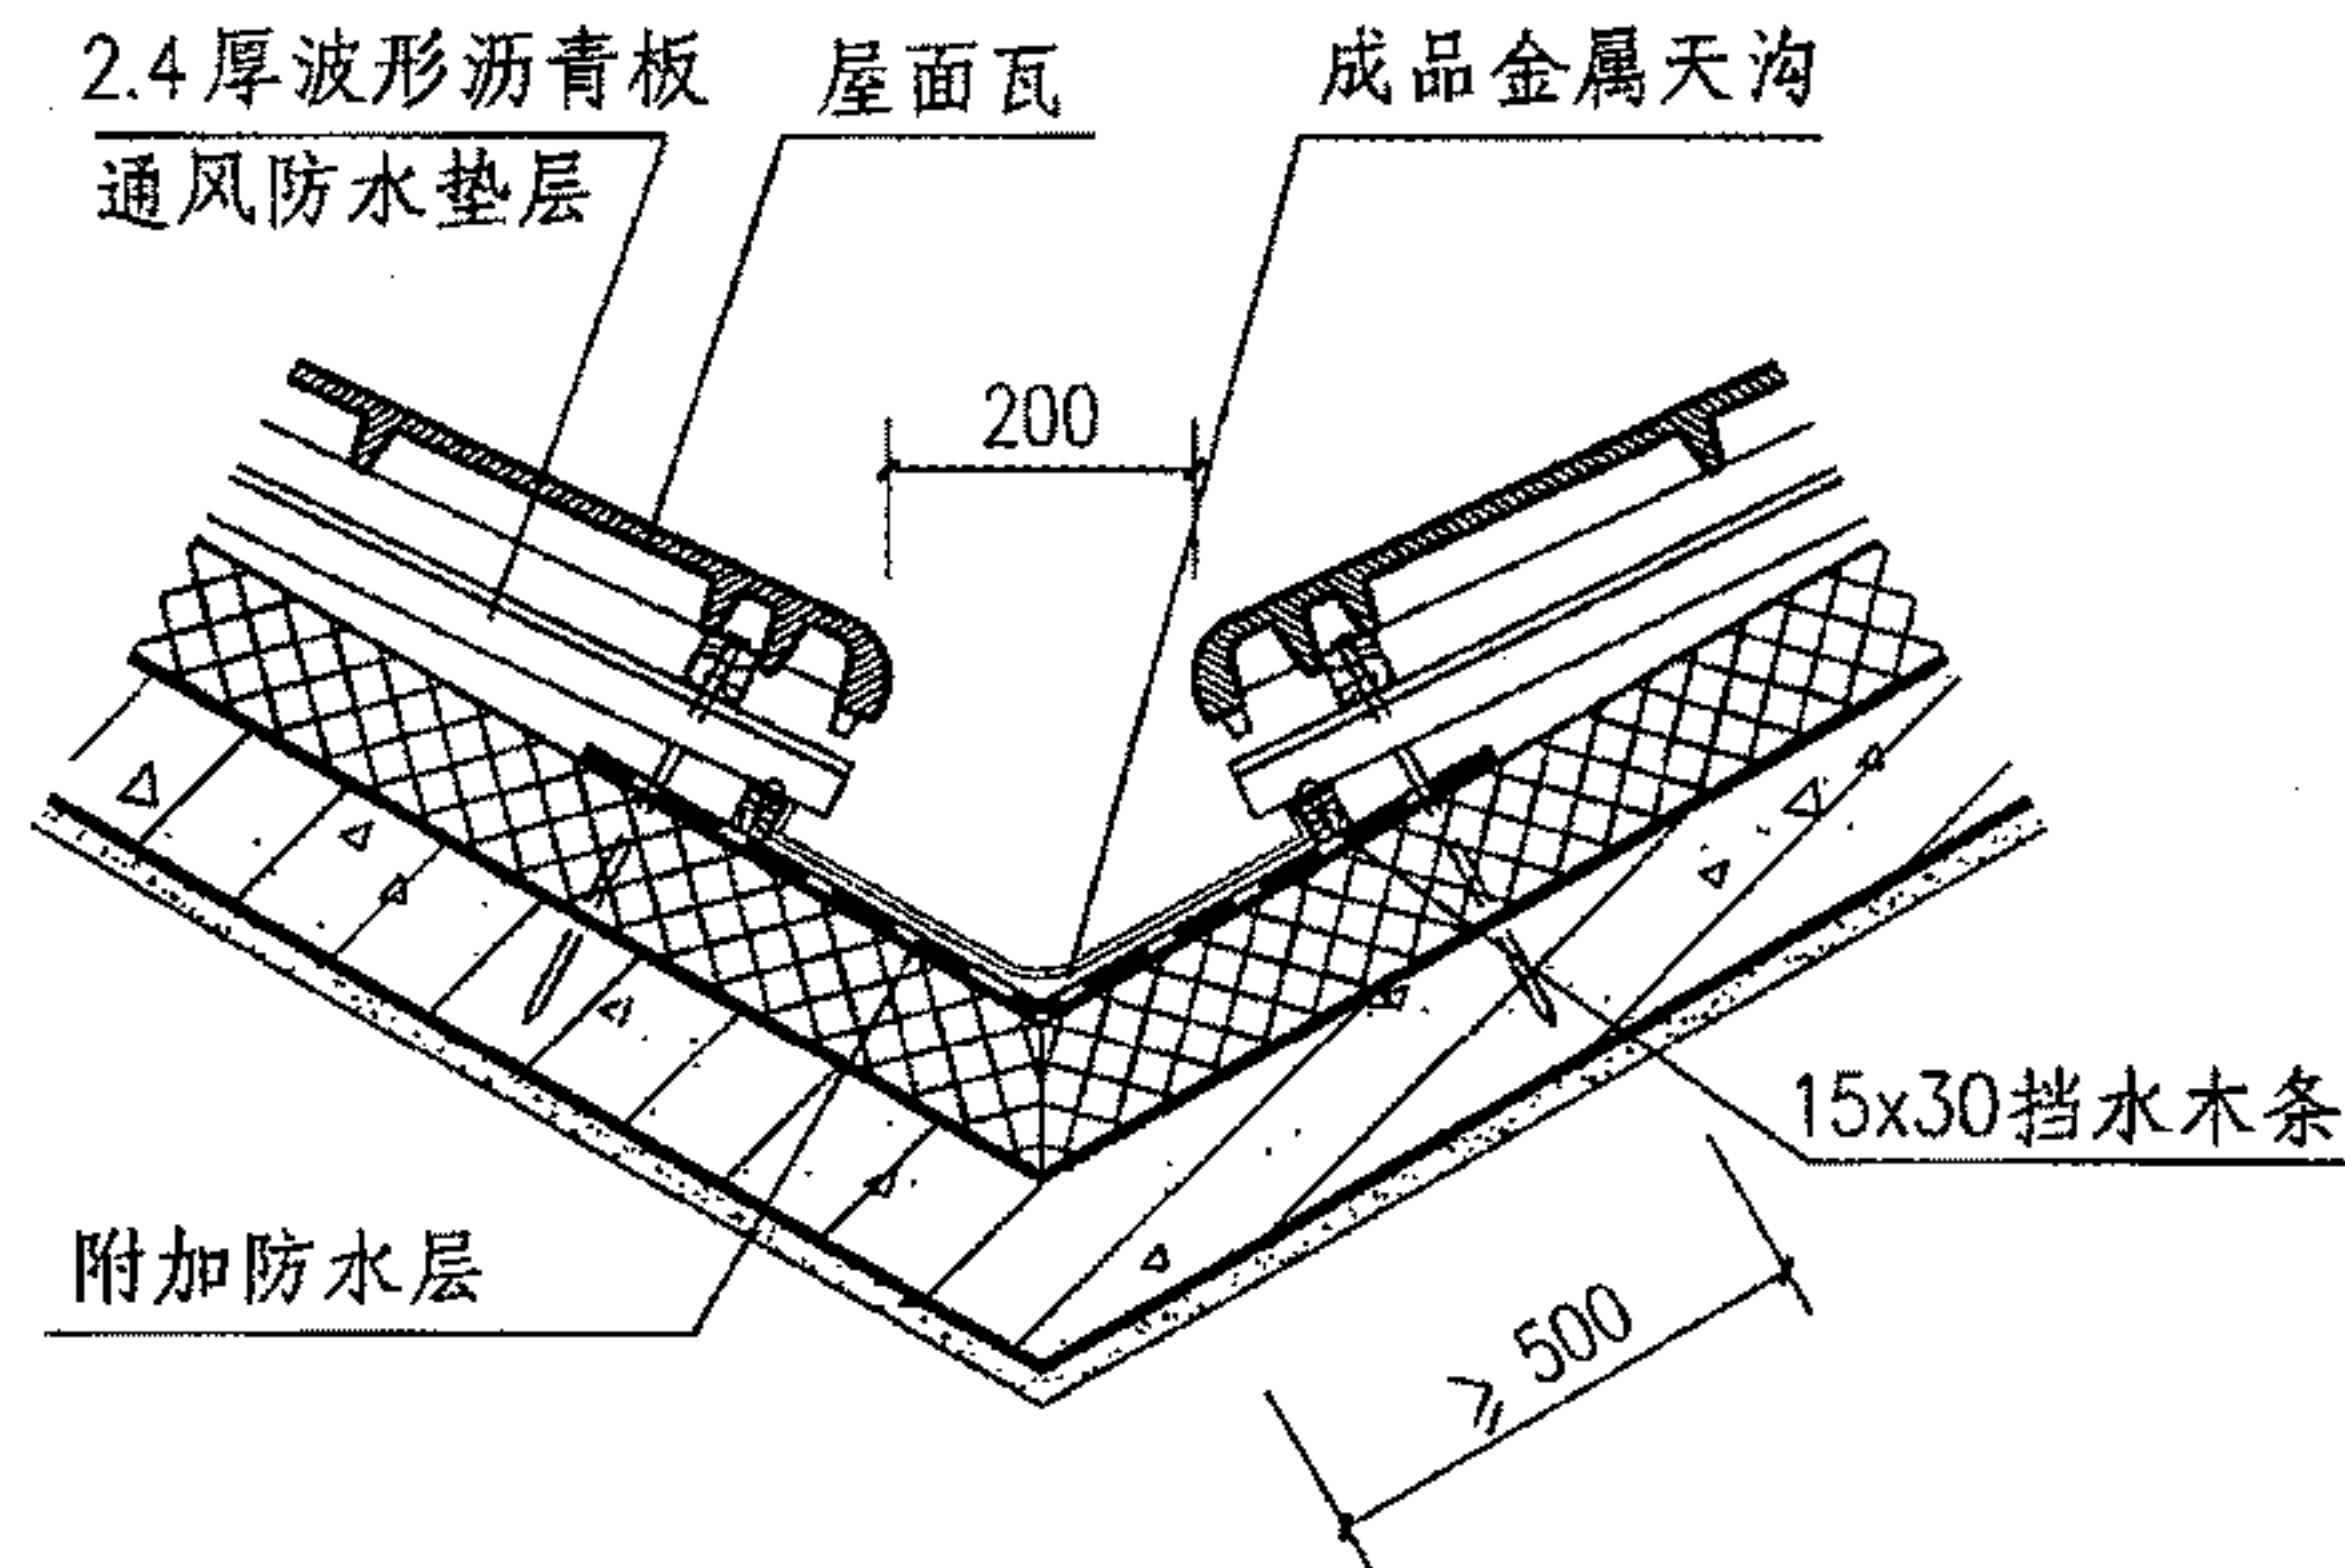 2.4厚波形沥青板
通风防水垫层
屋面瓦
成品金属天沟
200
15x30挡水木条
附加防水层
≥500